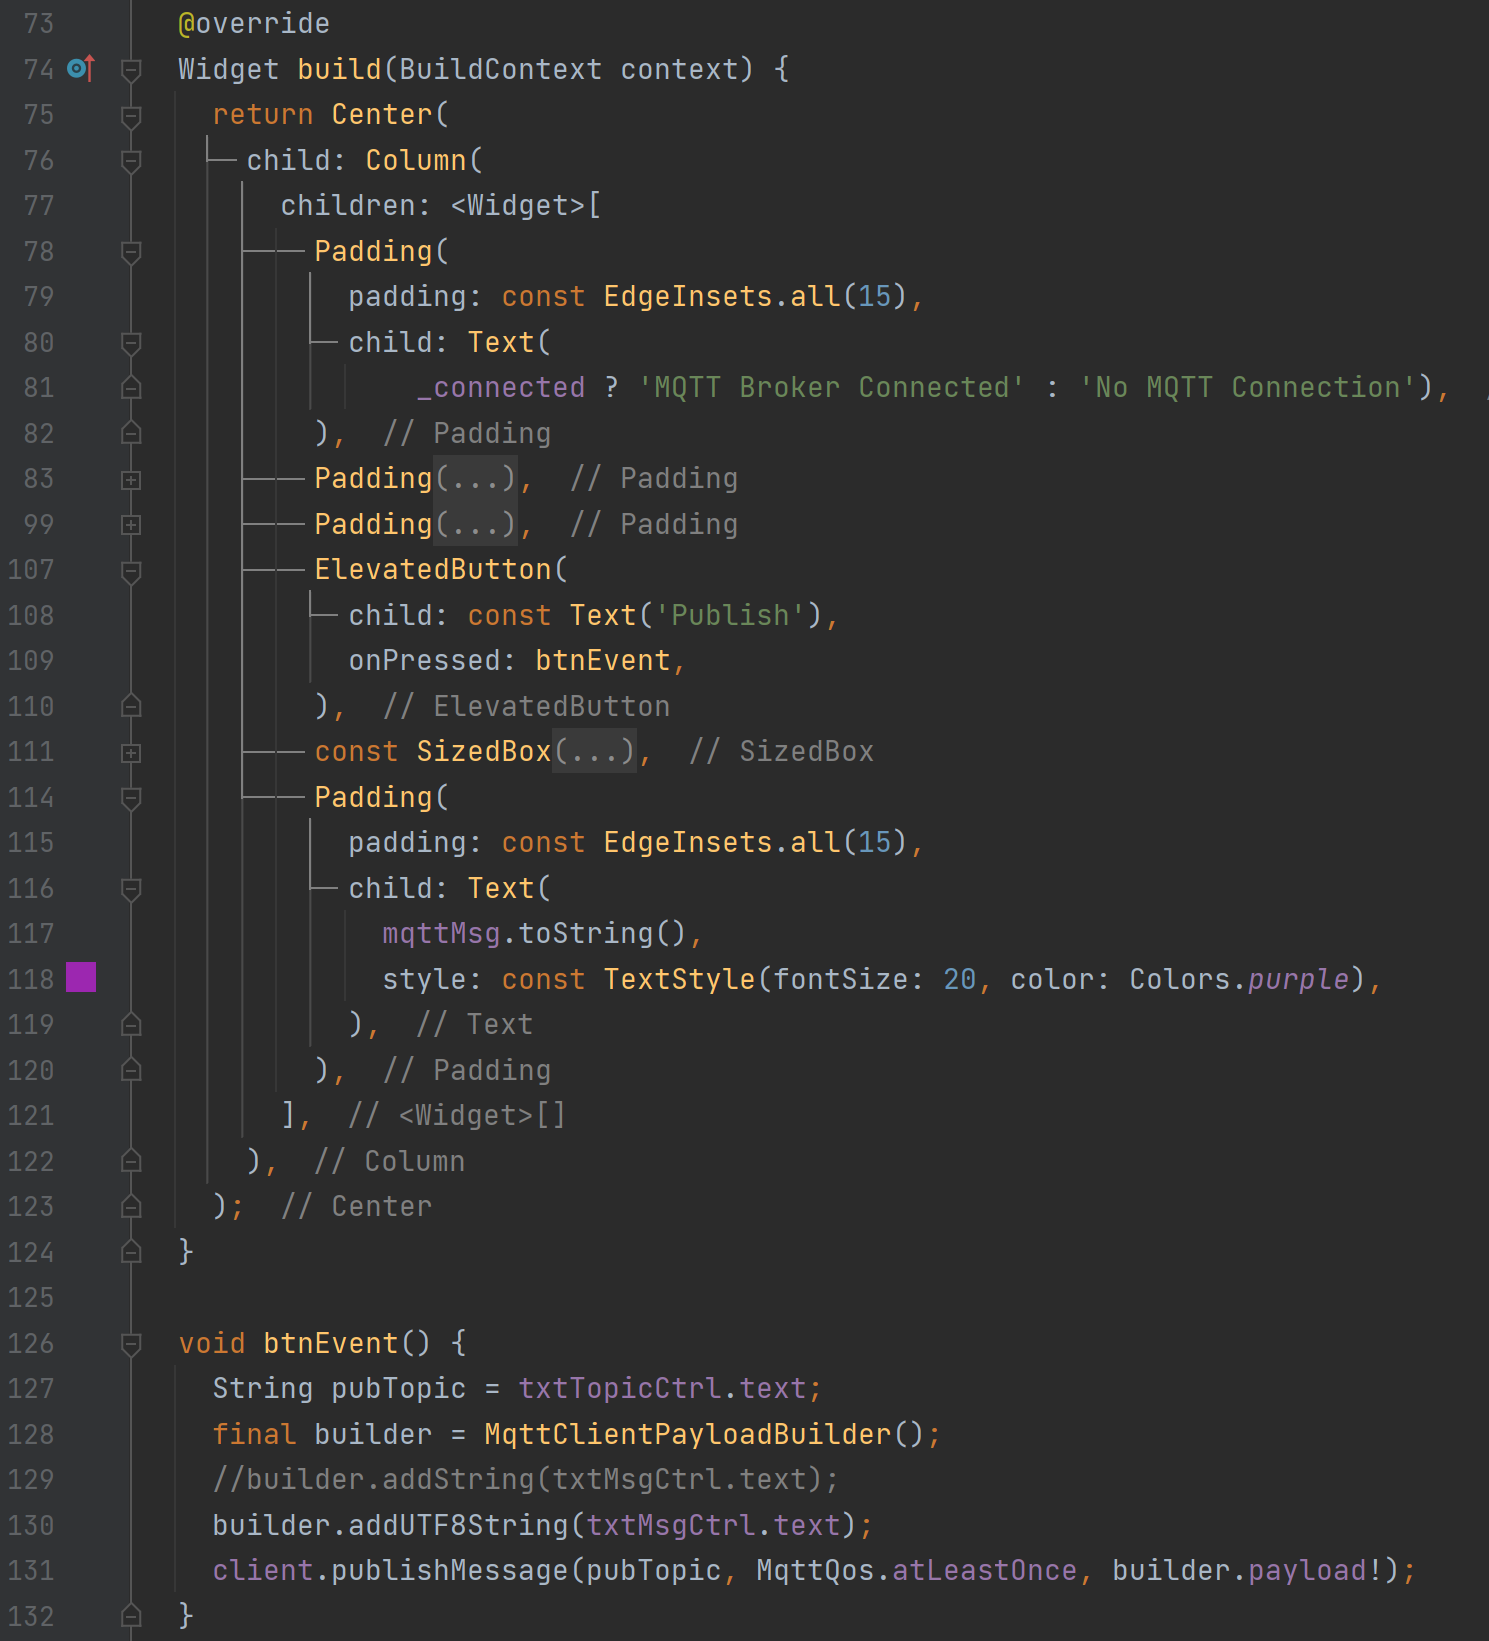 73 @override
74 Widget build(BuildContext context) {
75 return Center(
76 child: Column(
77 children: <Widget>[
78 Padding(
79 padding: const EdgeInsets.all(15),
80 child: Text(
81 _connected ? 'MQTT Broker Connected' : 'No MQTT Connection'),
82 ), // Padding
83 Padding(...), // Padding
99 Padding(...), // Padding
107 ElevatedButton(
108 child: const Text('Publish'),
109 onPressed: btnEvent,
110 ), // ElevatedButton
111 const SizedBox(...), // SizedBox
114 Padding(
115 padding: const EdgeInsets.all(15),
116 child: Text(
117 mqttMsg.toString(),
118 style: const TextStyle(fontSize: 20, color: Colors.purple),
119 ), // Text
120 ), // Padding
121 ], // <Widget>[]
122 ), // Column
123 ); // Center
124 }
125
126 void btnEvent() {
127 String pubTopic = txtTopicCtrl.text;
128 final builder = MqttClientPayloadBuilder();
129 //builder.addString(txtMsgCtrl.text);
130 builder.addUTF8String(txtMsgCtrl.text);
131 client.publishMessage(pubTopic, MqttQos.atLeastOnce, builder.payload!);
132 }